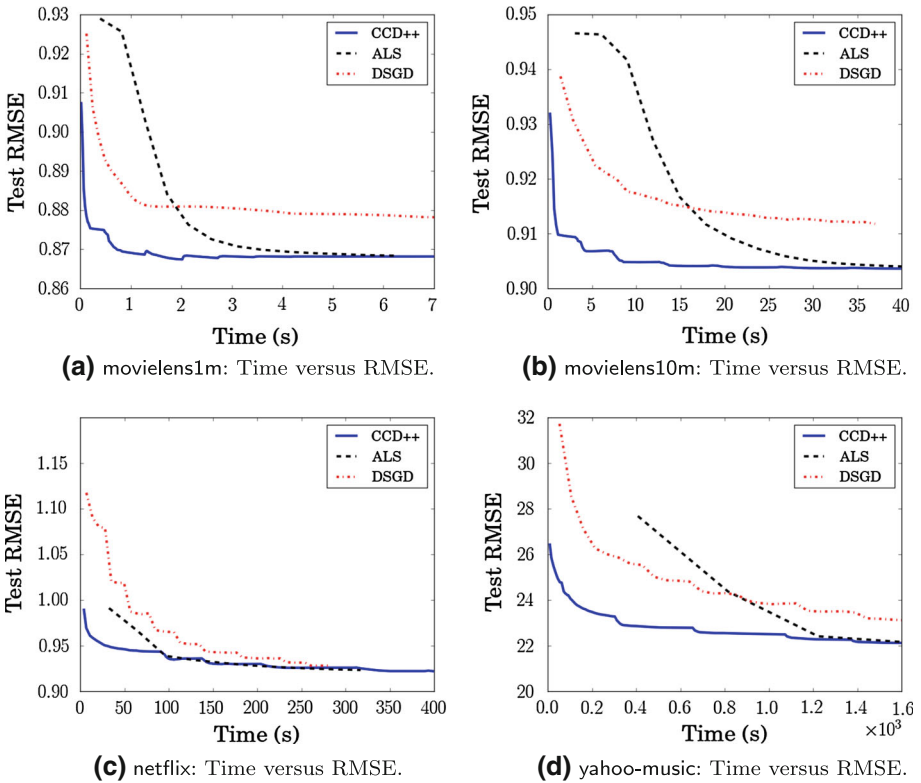 0.93
0.92
0.91
0.90
0.89
0.88
0.87
0.86
Test RMSE
0 1 2 3 4 5 6 7
Time (s)
CCD++
ALS
DSGD
(a) movielens1m: Time versus RMSE.
0.95
0.94
0.93
0.92
0.91
0.90
Test RMSE
0 5 10 15 20 25 30 35 40
Time (s)
CCD++
ALS
DSGD
(b) movielens10m: Time versus RMSE.
1.15
1.10
1.05
1.00
0.95
0.90
Test RMSE
0 50 100 150 200 250 300 350 400
Time (s)
CCD++
ALS
DSGD
(c) netflix: Time versus RMSE.
32
30
28
26
24
22
20
Test RMSE
0.0 0.2 0.4 0.6 0.8 1.0 1.2 1.4 1.6
×10³
Time (s)
CCD++
ALS
DSGD
(d) yahoo-music: Time versus RMSE.